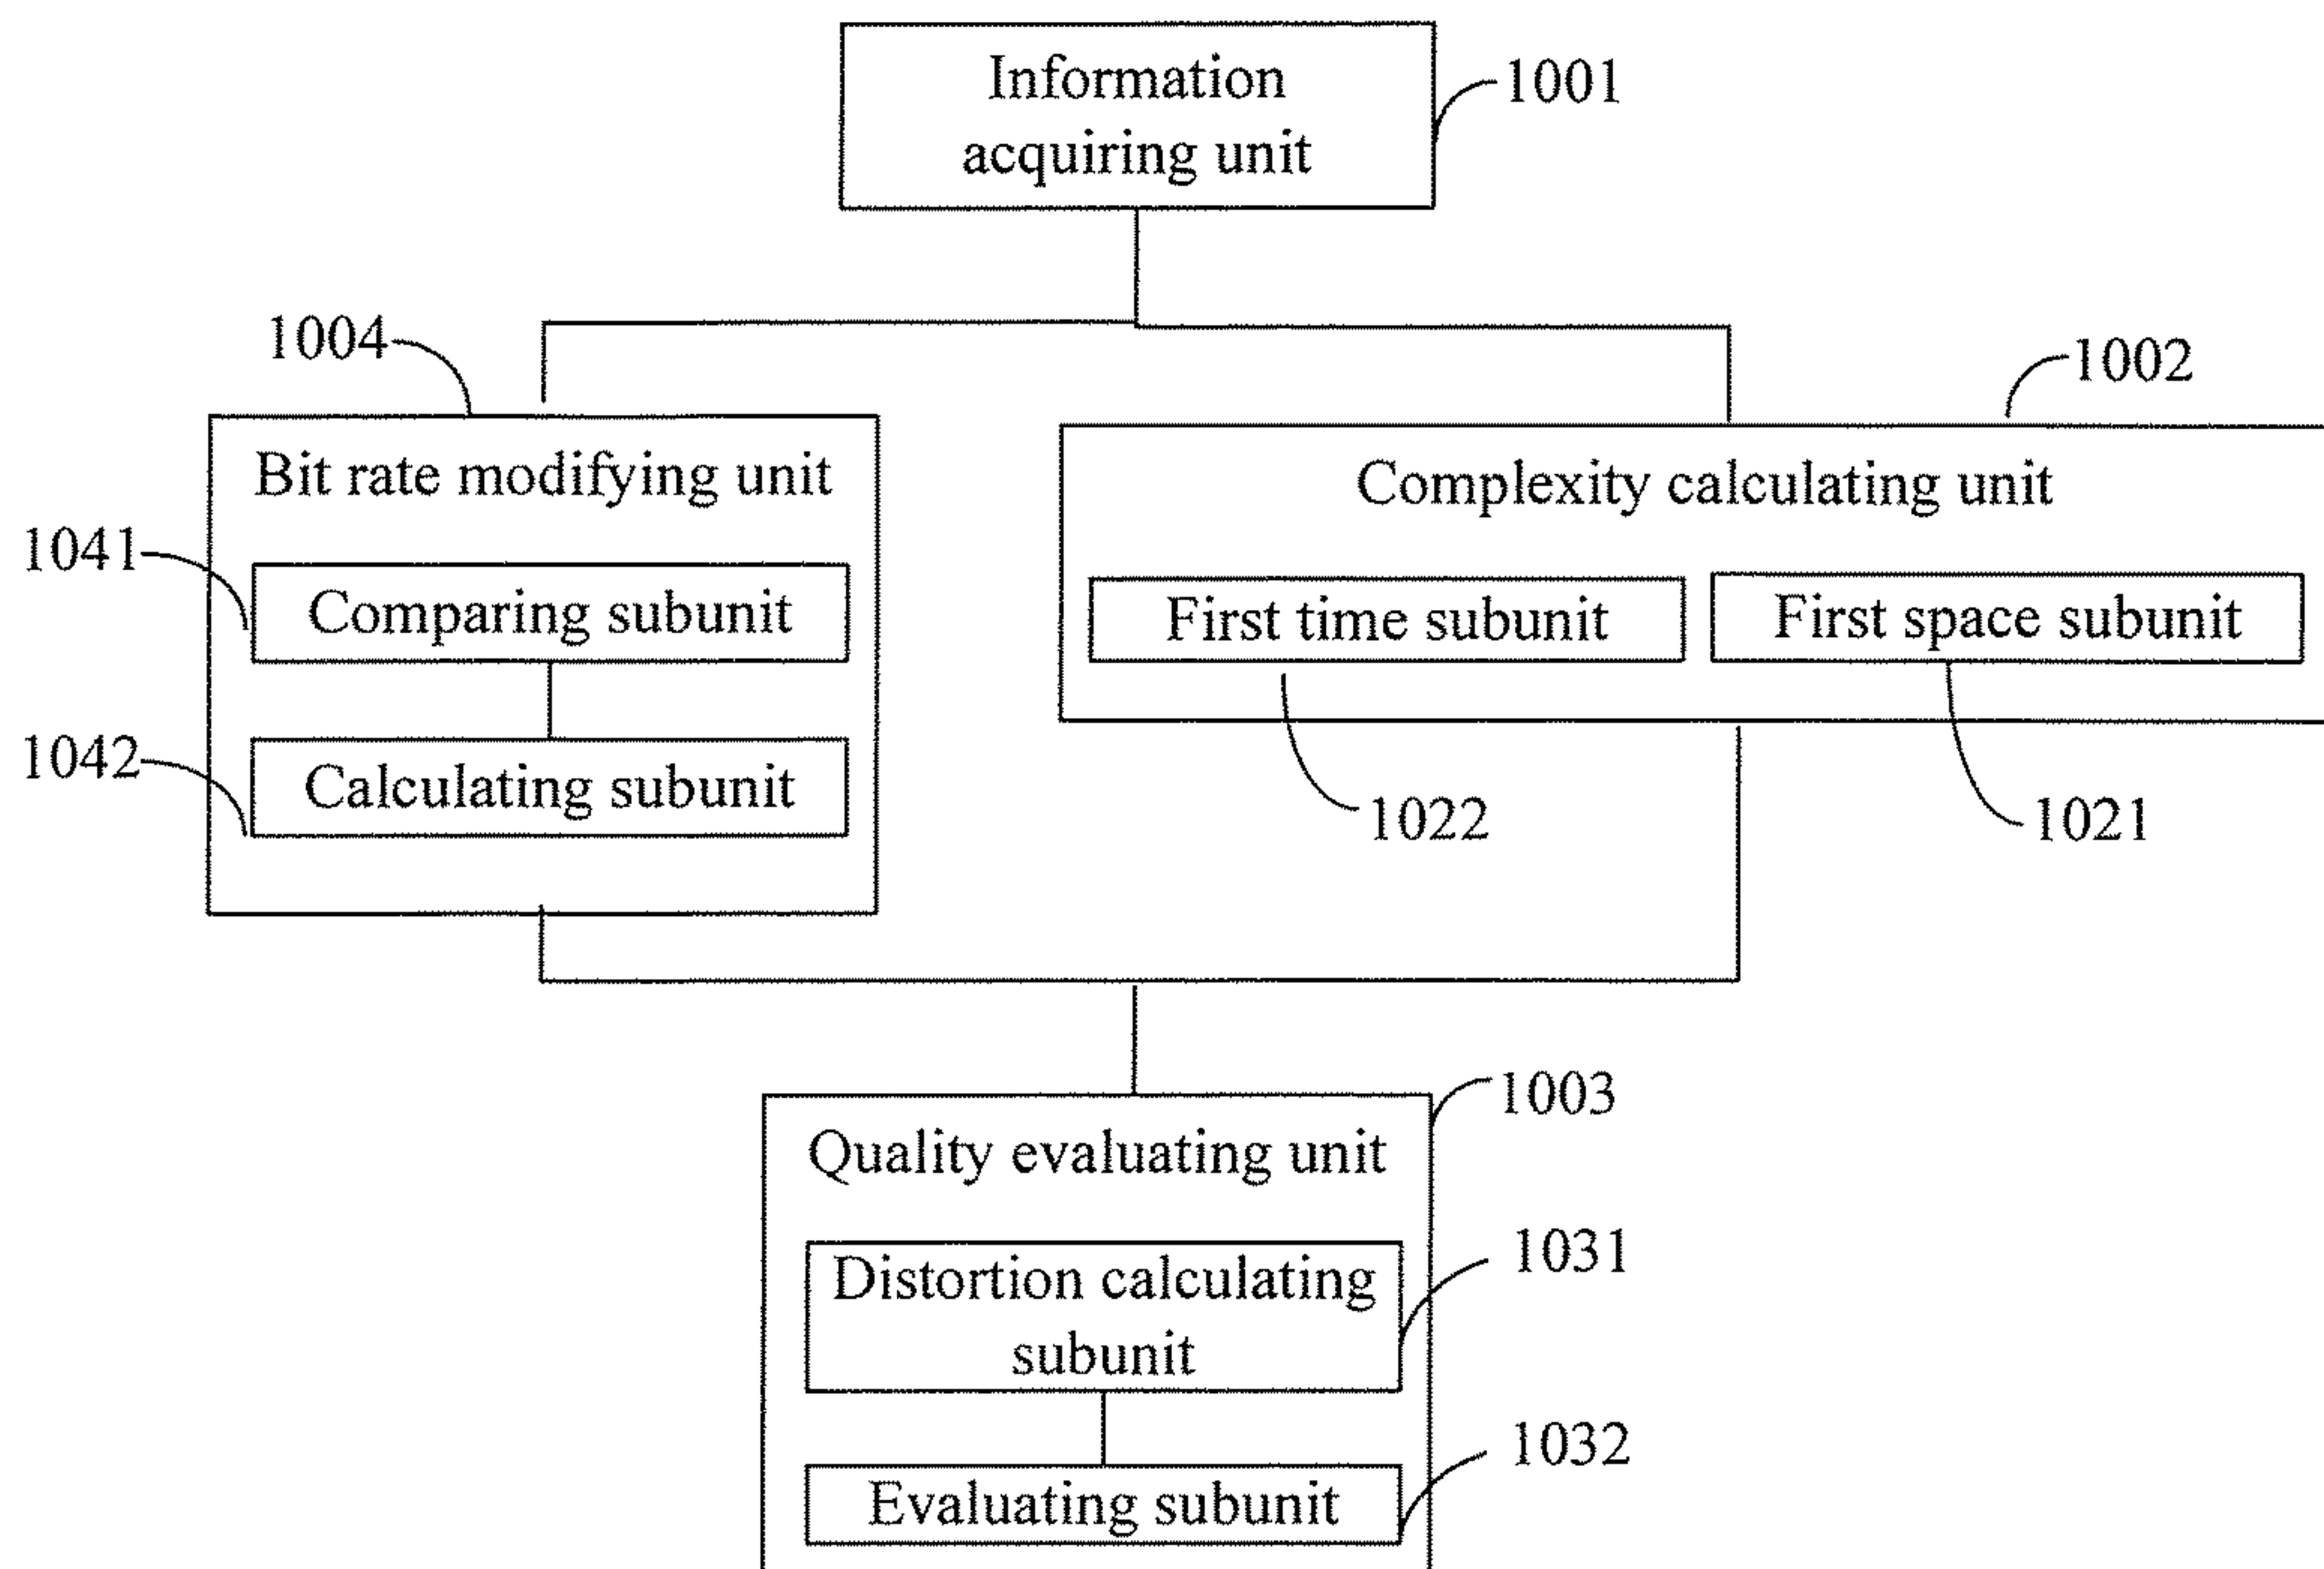 Information
acquiring unit
1001
1004
1002
Bit rate modifying unit
Complexity calculating unit
1041
Comparing subunit
First time subunit
First space subunit
1042
Calculating subunit
1022
1021
1003
Quality evaluating unit
1031
Distortion calculating
subunit
1032
Evaluating subunit